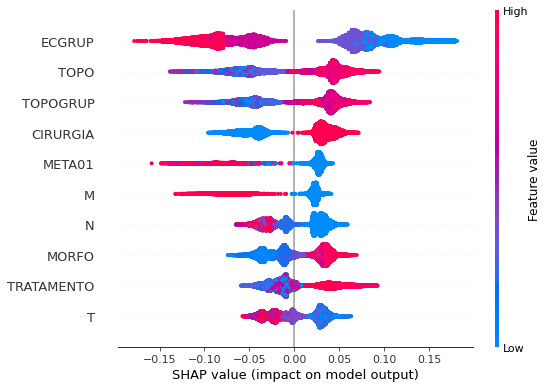 High
ECGRUP
TOPO
TOPOGRUP
CIRURGIA
META01
M
N
MORFO
TRATAMENTO
T
Feature value
Low
−0.15 −0.10 −0.05 0.00 0.05 0.10 0.15
SHAP value (impact on model output)